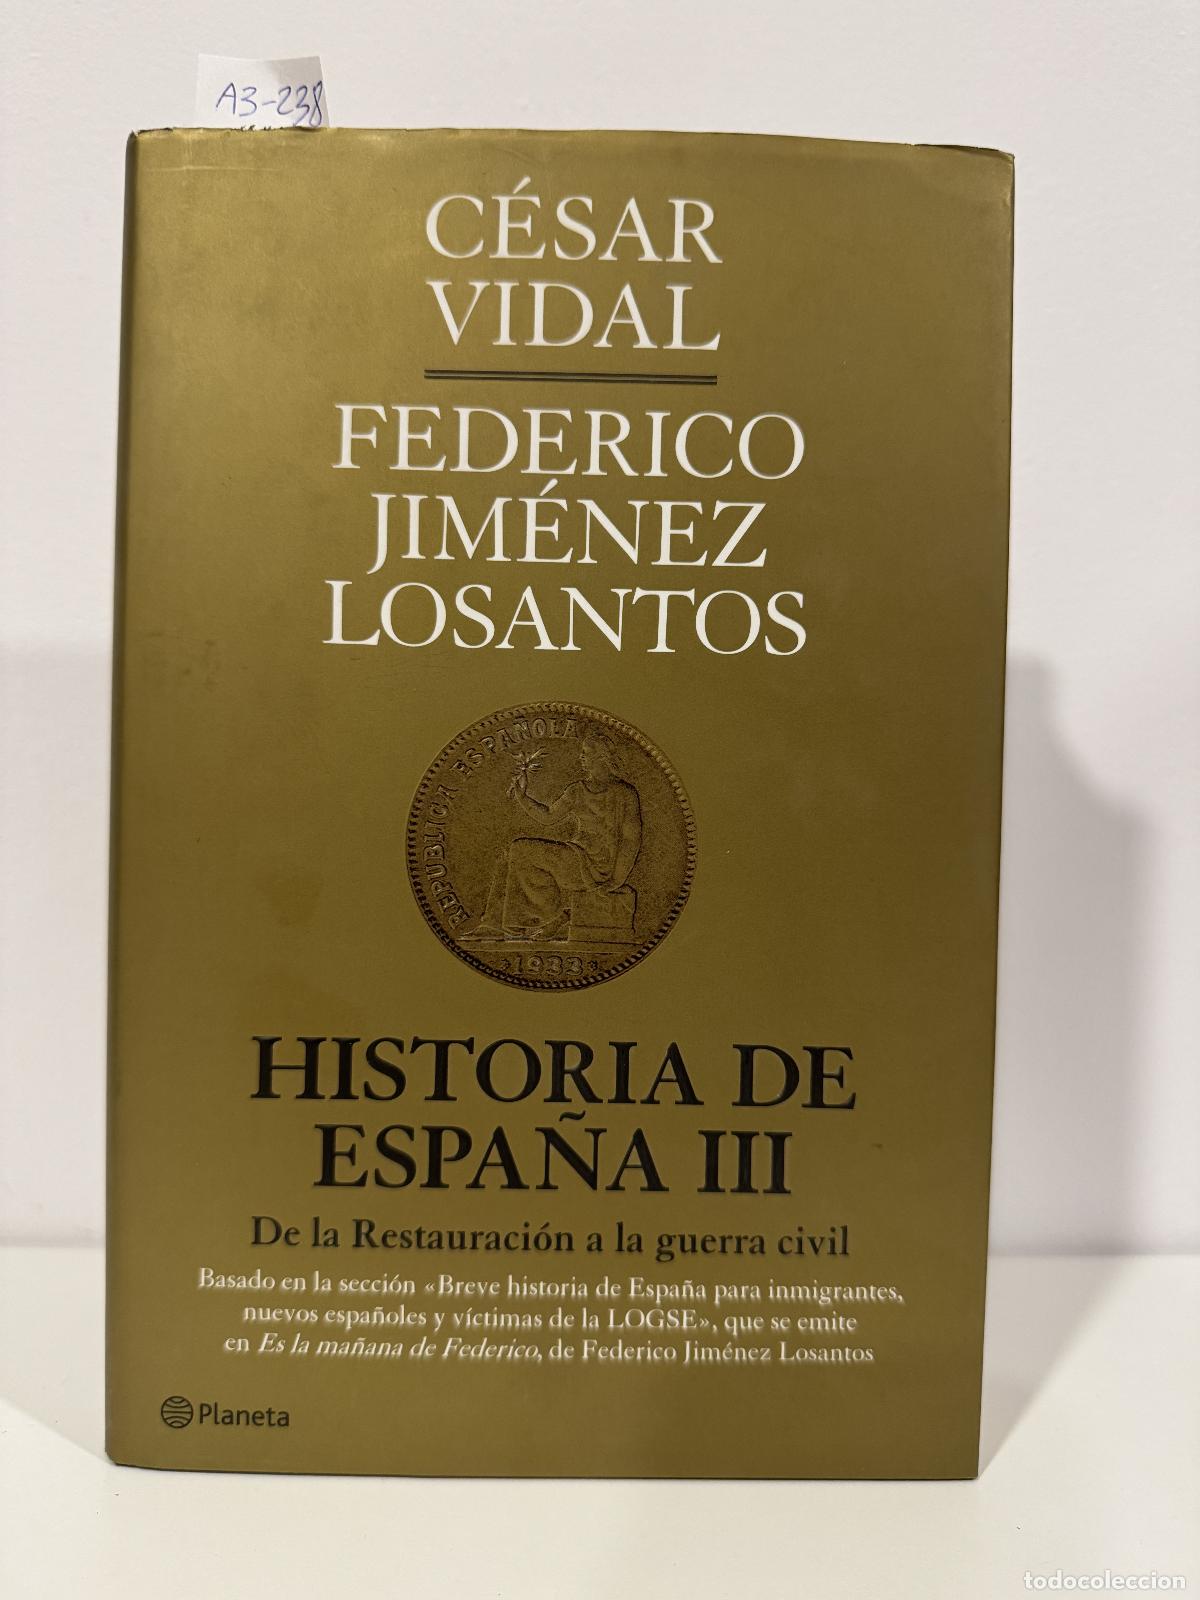 A3-238
CÉSAR
VIDAL
FEDERICO
JIMÉNEZ
LOSANTOS
REPUBLICA ESPAÑOLA
1933
HISTORIA DE
ESPAÑA III
De la Restauración a la guerra civil
Basado en la sección «Breve historia de España para inmigrantes,
nuevos españoles y víctimas de la LOGSE», que se emite
en Es la mañana de Federico, de Federico Jiménez Losantos
Planeta
todocoleccion